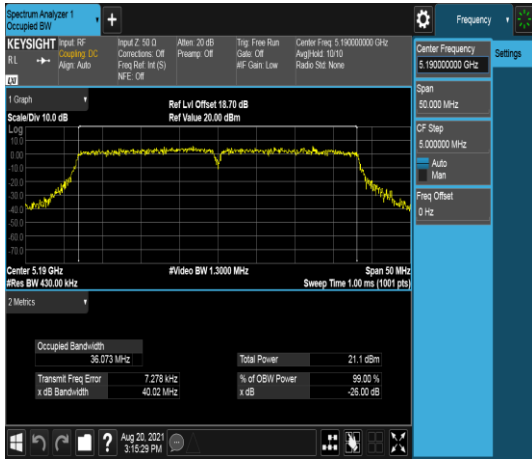 Spectrum Analyzer 1
Occupied BW
Frequency
KEYSIGHT
RL
LXI
Input: RF
Coupling: DC
Align: Auto
Input Z: 50 Ω
Corrections: Off
Freq Ref: Int (S)
NFE: Off
Atten: 20 dB
Preamp: Off
Trig: Free Run
Gate: Off
#IF Gain: Low
Center Freq: 5.190000000 GHz
Avg|Hold: 10/10
Radio Std: None
Center Frequency
5.190000000 GHz
Settings
Span
50.000 MHz
CF Step
5.000000 MHz
Auto
Man
Freq Offset
0 Hz
1 Graph
Scale/Div 10.0 dB
Ref Lvl Offset 18.70 dB
Ref Value 20.00 dBm
Log
10.0
0.00
-10.0
-20.0
-30.0
-40.0
-50.0
-60.0
-70.0
Center 5.19 GHz
#Res BW 430.00 kHz
#Video BW 1.3000 MHz
Span 50 MHz
Sweep Time 1.00 ms (1001 pts)
2 Metrics
Occupied Bandwidth
36.073 MHz
Total Power 21.1 dBm
Transmit Freq Error 7.278 kHz
% of OBW Power 99.00 %
x dB Bandwidth 40.02 MHz
x dB -26.00 dB
?
Aug 20, 2021
3:15:29 PM